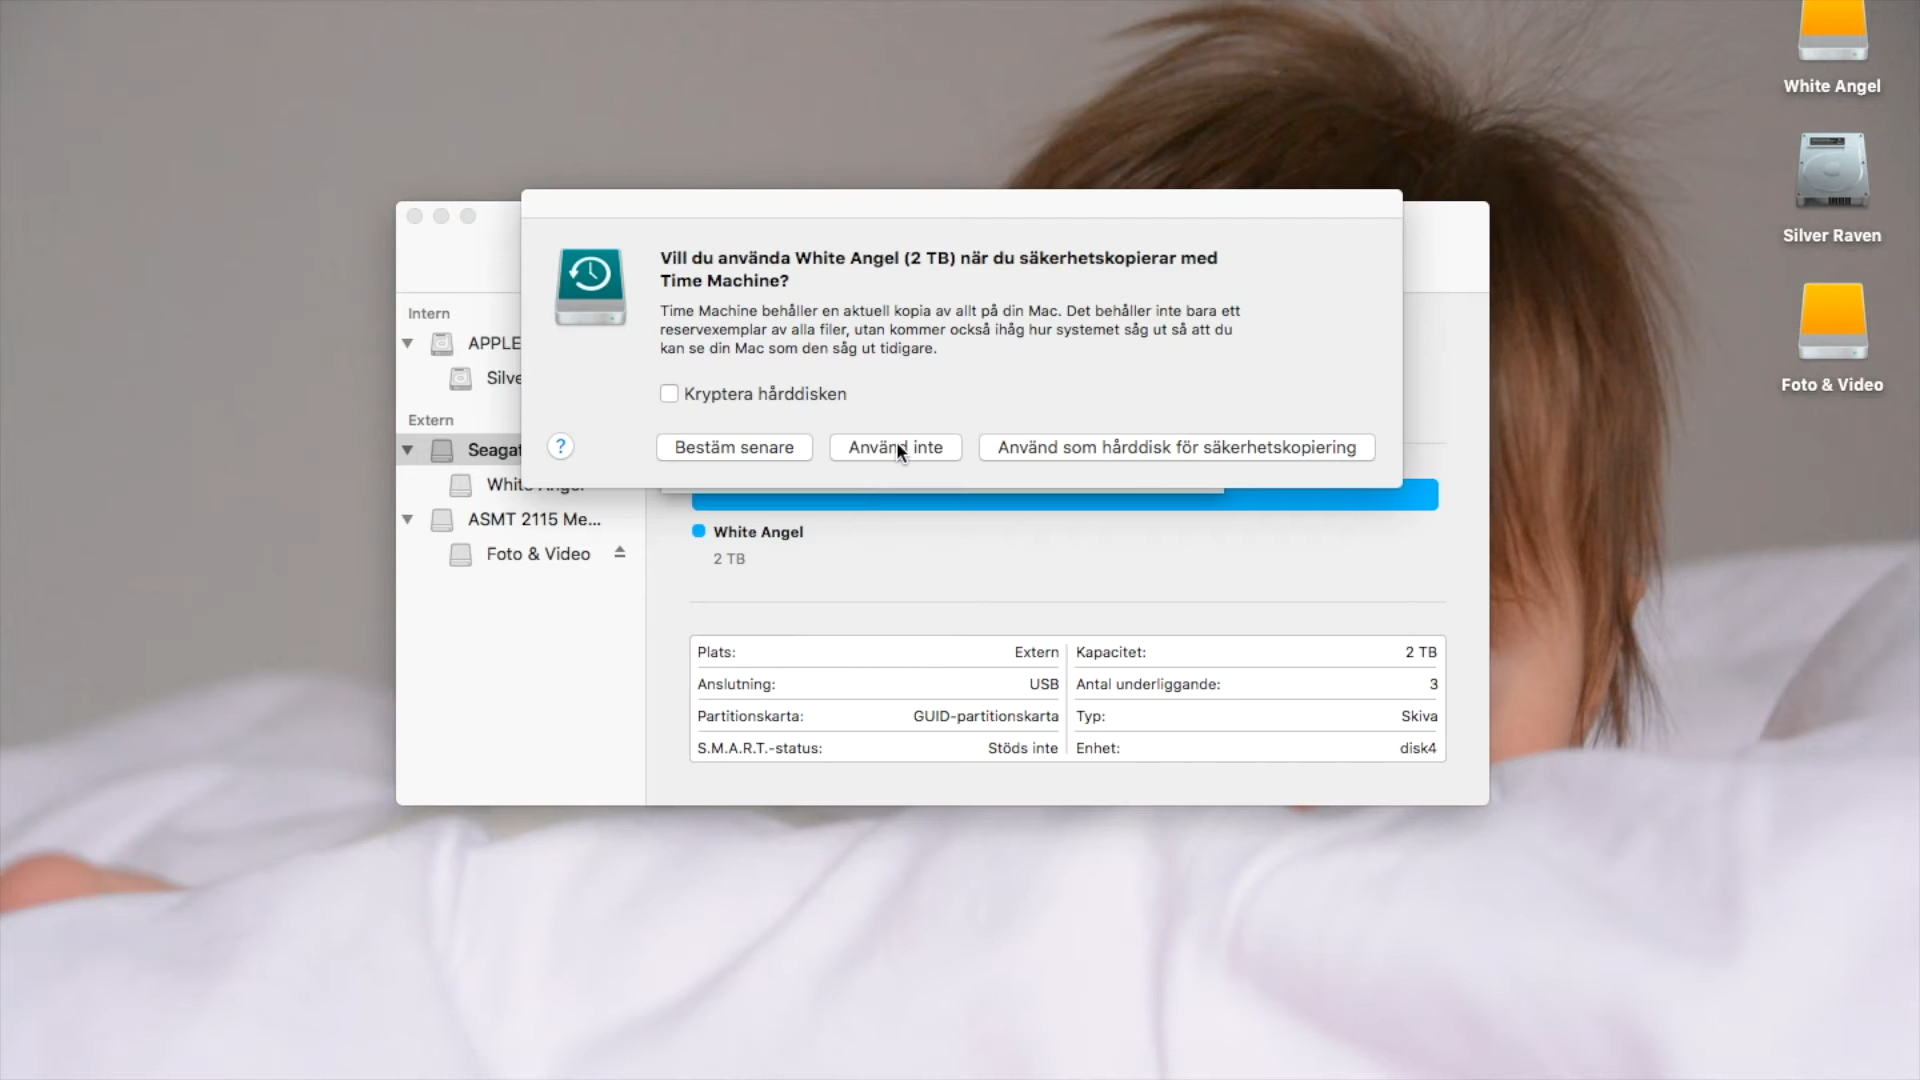 White Angel
Silver Raven
Foto & Video
Vill du använda White Angel (2 TB) när du säkerhetskopierar med
Time Machine?
Time Machine behåller en aktuell kopia av allt på din Mac. Det behåller inte bara ett
reservexemplar av alla filer, utan kommer också ihåg hur systemet såg ut så att du
kan se din Mac som den såg ut tidigare.
Kryptera hårddisken
?
Bestäm senare
Använd inte
Använd som hårddisk för säkerhetskopiering
Intern
APPLE
Silve
Extern
Seagat
White Angel
ASMT 2115 Me...
Foto & Video
White Angel
2 TB
Plats: Extern
Anslutning: USB
Partitionskarta: GUID-partitionskarta
S.M.A.R.T.-status: Stöds inte
Kapacitet: 2 TB
Antal underliggande: 3
Typ: Skiva
Enhet: disk4